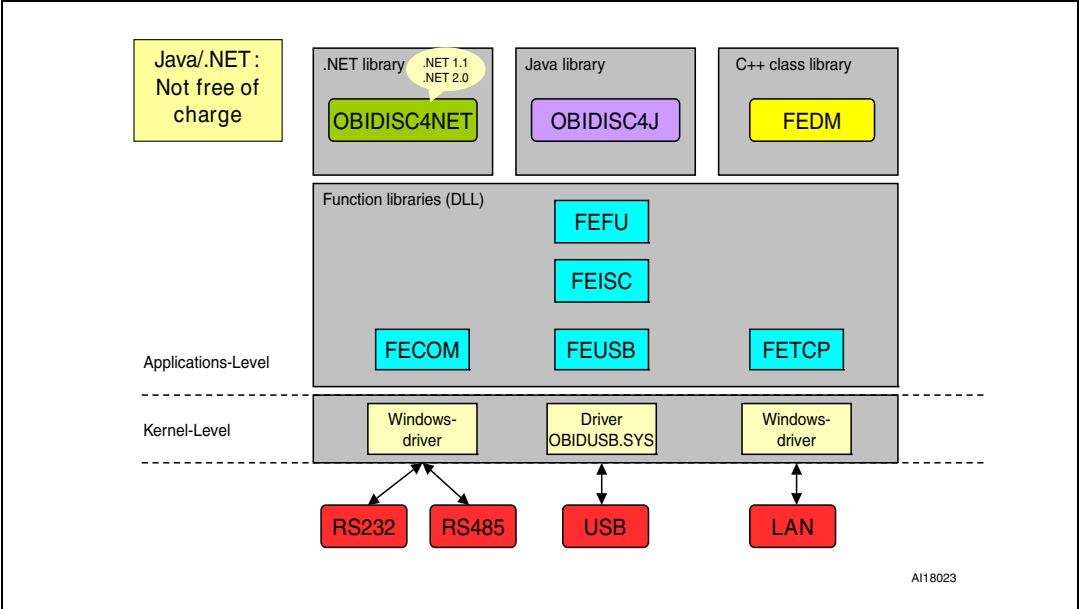 Java/.NET:
Not free of
charge
.NET library
.NET 1.1
.NET 2.0
OBIDISC4NET
Java library
OBIDISC4J
C++ class library
FEDM
Function libraries (DLL)
FEFU
FEISC
FECOM
FEUSB
FETCP
Applications-Level
Kernel-Level
Windows-
driver
Driver
OBIDUSB.SYS
Windows-
driver
RS232
RS485
USB
LAN
AI18023